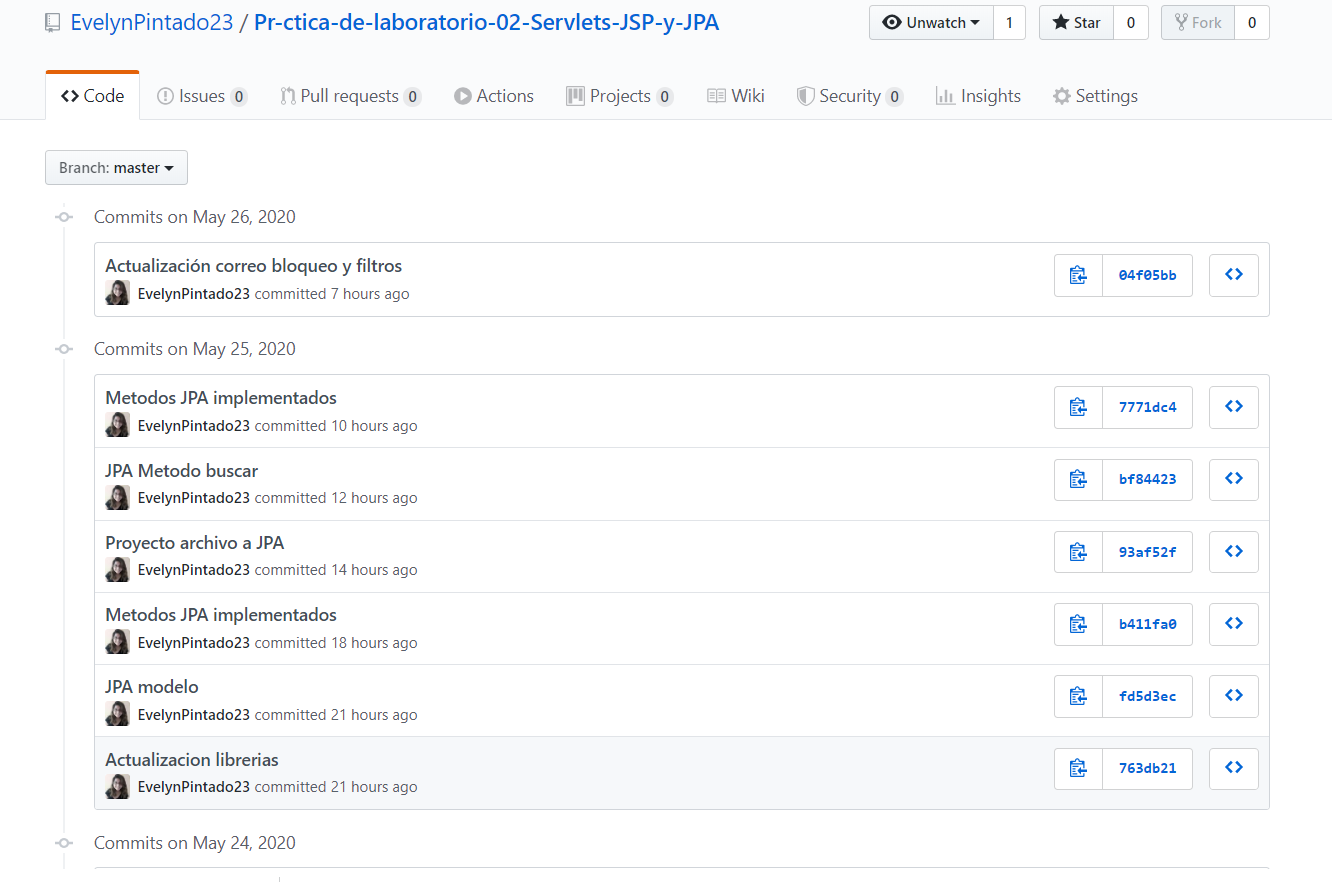 EvelynPintado23 / Pr-ctica-de-laboratorio-02-Servlets-JSP-y-JPA Unwatch 1 Star 0 Fork 0
Code Issues 0 Pull requests 0 Actions Projects 0 Wiki Security 0 Insights Settings
Branch: master
Commits on May 26, 2020
Actualización correo bloqueo y filtros
EvelynPintado23 committed 7 hours ago 04f05bb
Commits on May 25, 2020
Metodos JPA implementados
EvelynPintado23 committed 10 hours ago 7771dc4
JPA Metodo buscar
EvelynPintado23 committed 12 hours ago bf84423
Proyecto archivo a JPA
EvelynPintado23 committed 14 hours ago 93af52f
Metodos JPA implementados
EvelynPintado23 committed 18 hours ago b411fa0
JPA modelo
EvelynPintado23 committed 21 hours ago fd5d3ec
Actualizacion librerias
EvelynPintado23 committed 21 hours ago 763db21
Commits on May 24, 2020